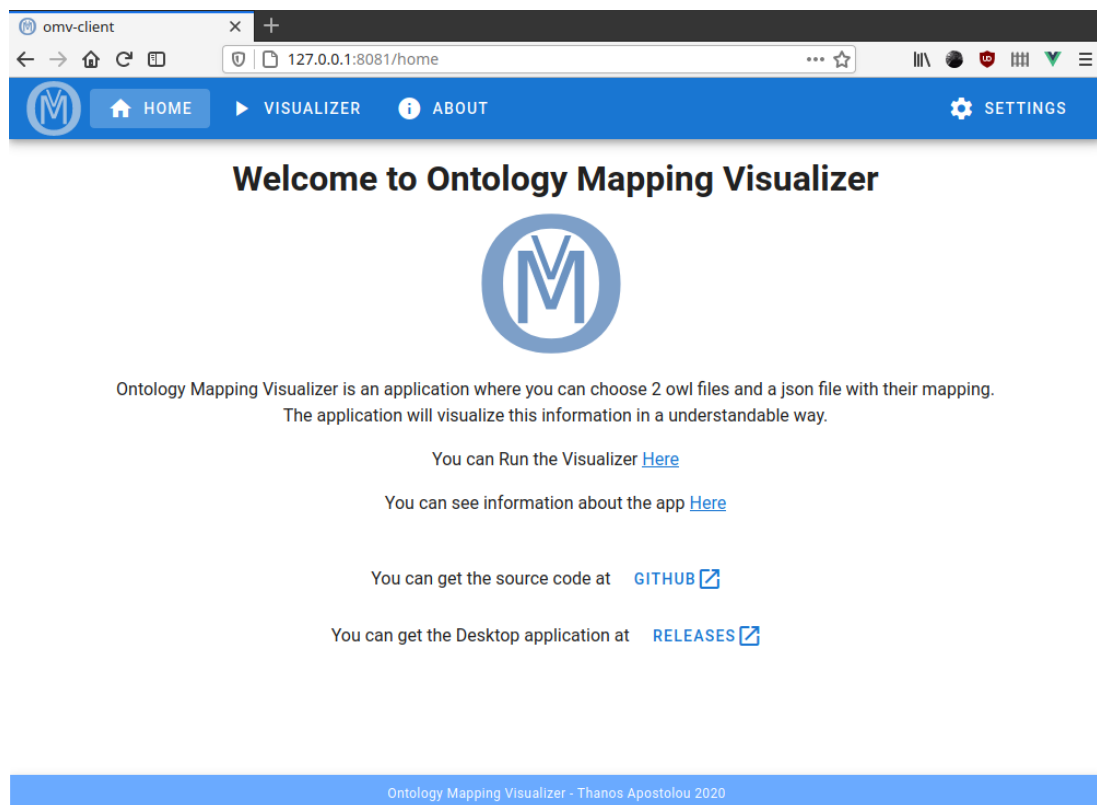 omv-client
127.0.0.1:8081/home
HOME
VISUALIZER
ABOUT
SETTINGS
Welcome to Ontology Mapping Visualizer
Ontology Mapping Visualizer is an application where you can choose 2 owl files and a json file with their mapping.
The application will visualize this information in a understandable way.
You can Run the Visualizer Here
You can see information about the app Here
You can get the source code at GITHUB
You can get the Desktop application at RELEASES
Ontology Mapping Visualizer - Thanos Apostolou 2020